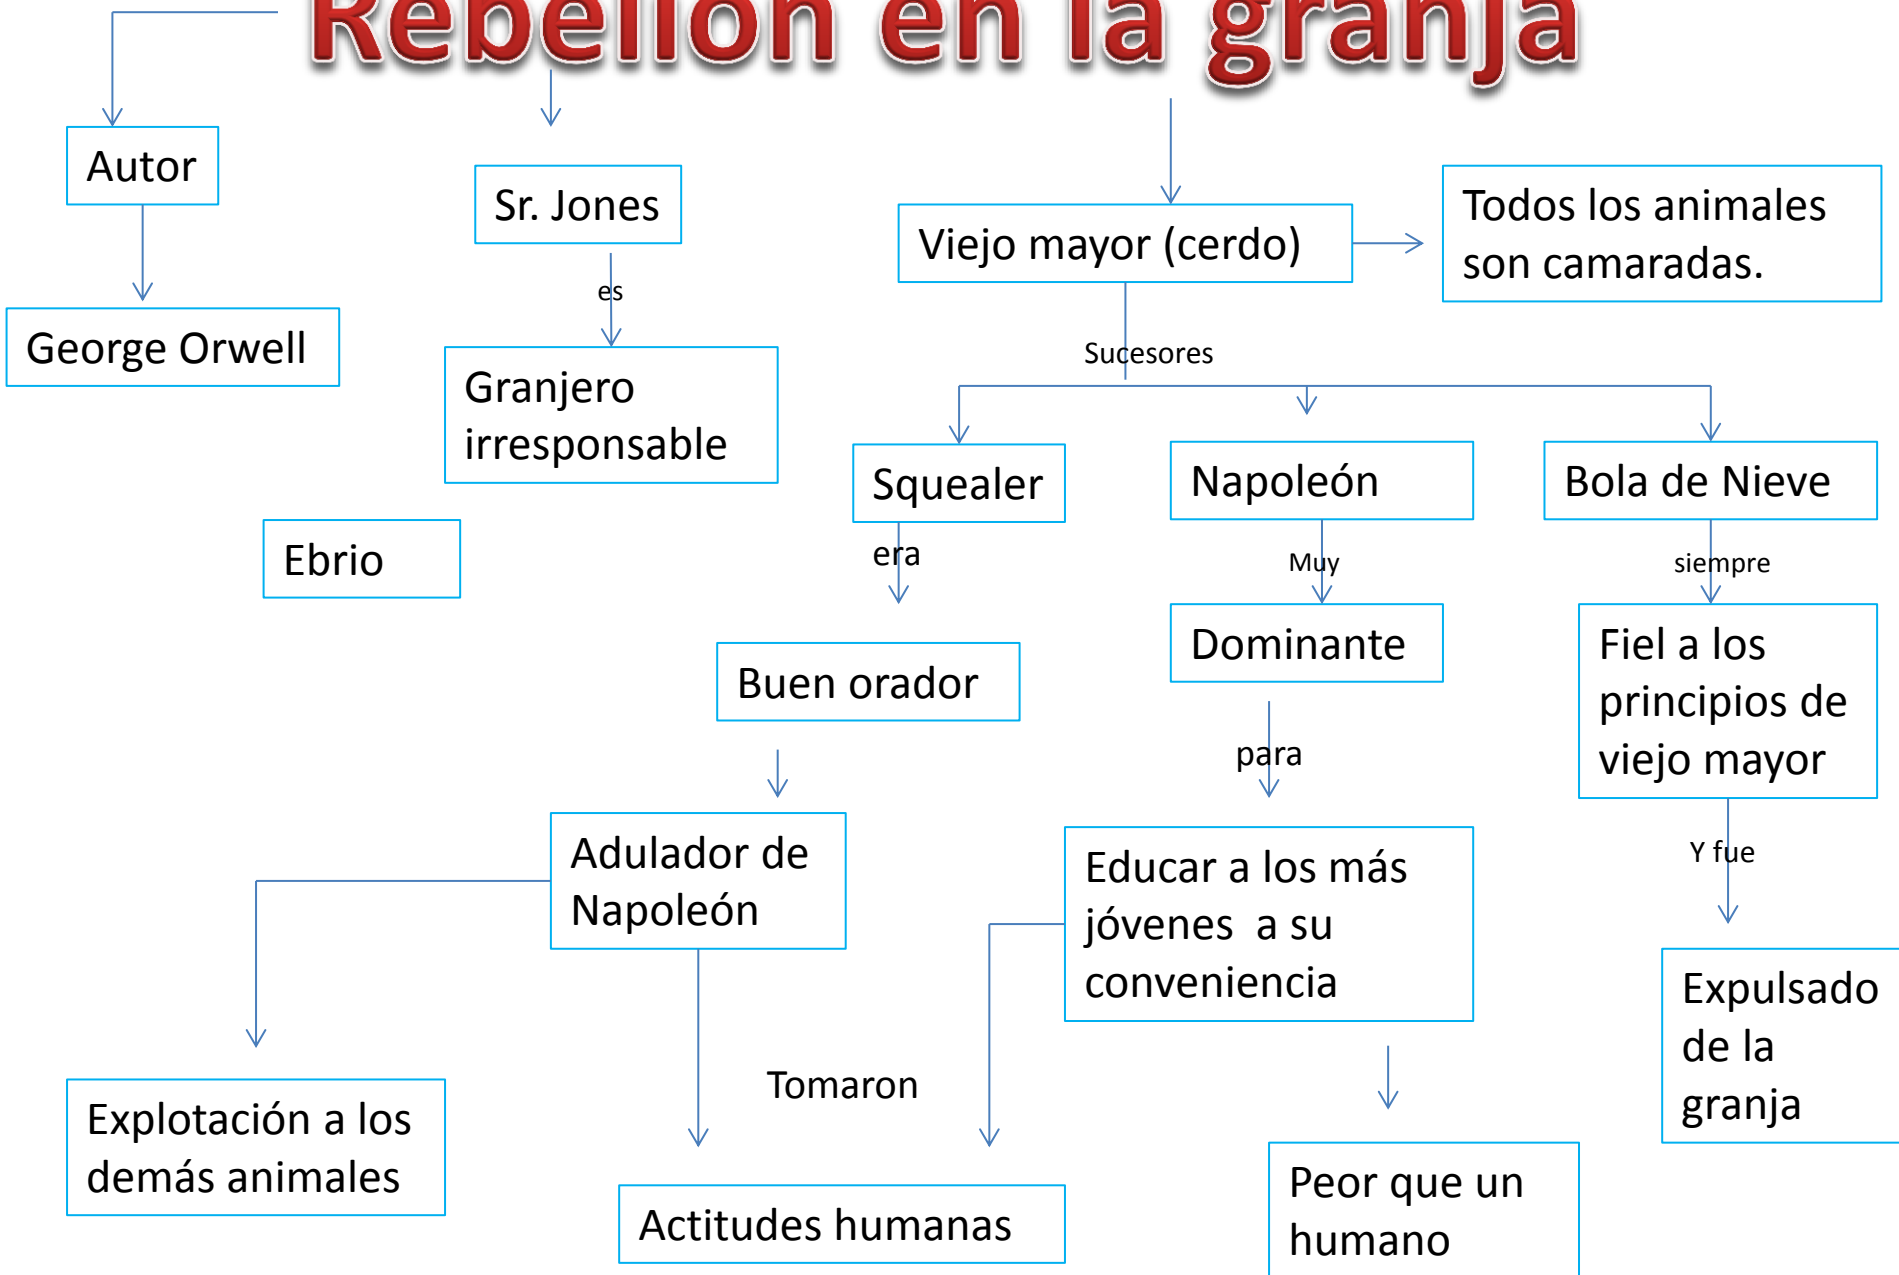 Rebelión en la granja
Autor
George Orwell
Sr. Jones
es
Granjero
irresponsable
Ebrio
Viejo mayor (cerdo)
Todos los animales
son camaradas.
Sucesores
Squealer
era
Buen orador
Adulador de
Napoleón
Explotación a los
demás animales
Napoleón
Muy
Dominante
para
Educar a los más
jóvenes  a su
conveniencia
Tomaron
Actitudes humanas
Peor que un
humano
Bola de Nieve
siempre
Fiel a los
principios de
viejo mayor
Y fue
Expulsado
de la
granja